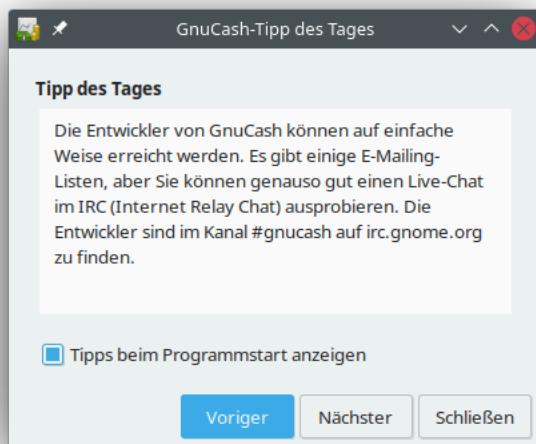 GnuCash-Tipp des Tages
Tipp des Tages
Die Entwickler von GnuCash können auf einfache
Weise erreicht werden. Es gibt einige E-Mailing-
Listen, aber Sie können genauso gut einen Live-Chat
im IRC (Internet Relay Chat) ausprobieren. Die
Entwickler sind im Kanal #gnucash auf irc.gnome.org
zu finden.
Tipps beim Programmstart anzeigen
Voriger Nächster Schließen